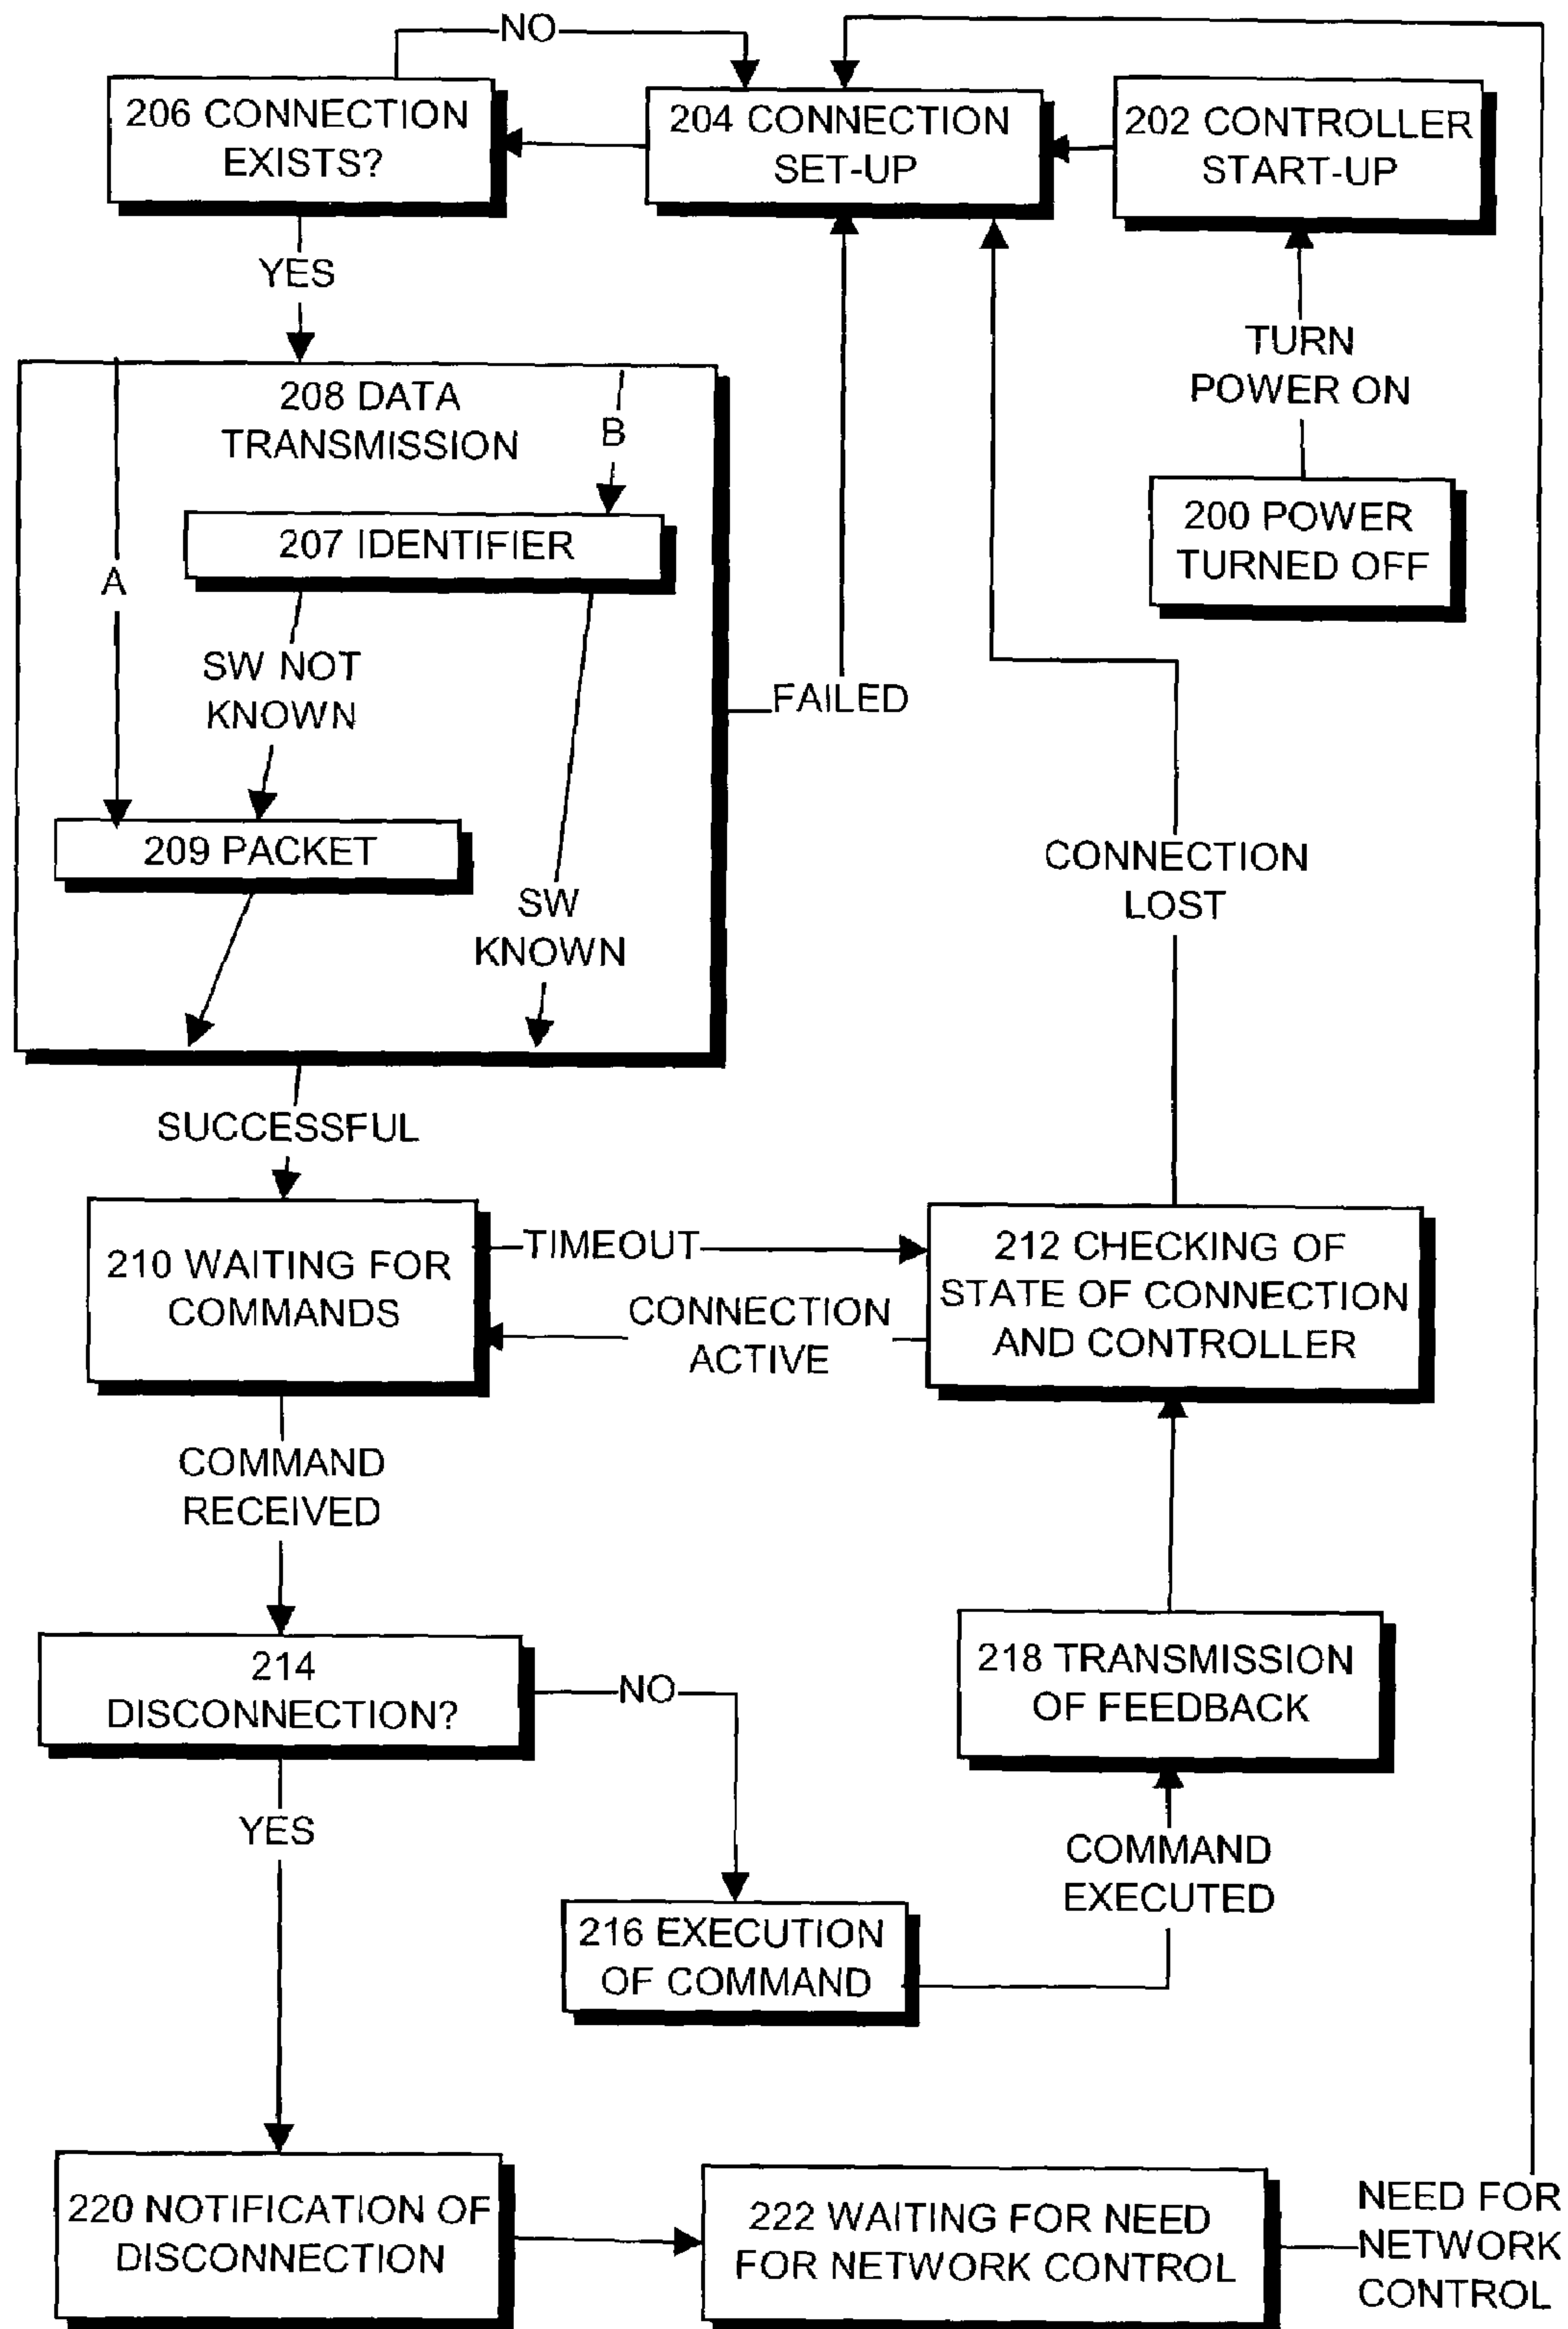 NO
206 CONNECTION
EXISTS?
204 CONNECTION
SET-UP
202 CONTROLLER
START-UP
YES
TURN
POWER ON
208 DATA
TRANSMISSION
B
200 POWER
TURNED OFF
207 IDENTIFIER
A
SW NOT
KNOWN
FAILED
209 PACKET
SW
KNOWN
CONNECTION
LOST
SUCCESSFUL
210 WAITING FOR
COMMANDS
TIMEOUT
CONNECTION
ACTIVE
212 CHECKING OF
STATE OF CONNECTION
AND CONTROLLER
COMMAND
RECEIVED
214
DISCONNECTION?
NO
218 TRANSMISSION
OF FEEDBACK
YES
COMMAND
EXECUTED
216 EXECUTION
OF COMMAND
220 NOTIFICATION OF
DISCONNECTION
222 WAITING FOR NEED
FOR NETWORK CONTROL
NEED FOR
NETWORK
CONTROL